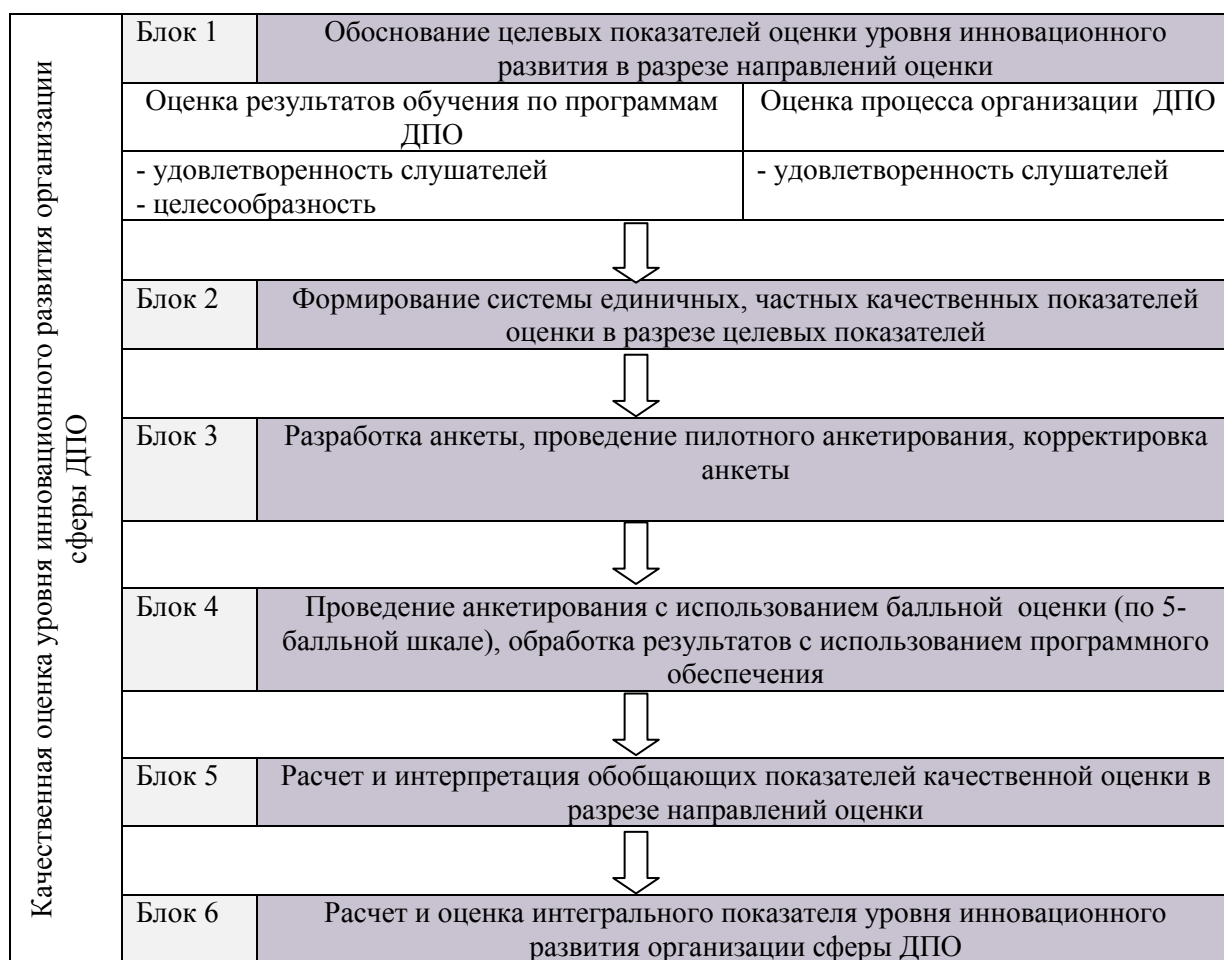 Качественная оценка уровня инновационного развития организации
сферы ДПО
Блок 1
Обоснование целевых показателей оценки уровня инновационного
развития в разрезе направлений оценки
Оценка результатов обучения по программам
ДПО
Оценка процесса организации ДПО
- удовлетворенность слушателей
- целесообразность
- удовлетворенность слушателей
Блок 2
Формирование системы единичных, частных качественных показателей
оценки в разрезе целевых показателей
Блок 3
Разработка анкеты, проведение пилотного анкетирования, корректировка
анкеты
Блок 4
Проведение анкетирования с использованием балльной оценки (по 5-
балльной шкале), обработка результатов с использованием программного
обеспечения
Блок 5
Расчет и интерпретация обобщающих показателей качественной оценки в
разрезе направлений оценки
Блок 6
Расчет и оценка интегрального показателя уровня инновационного
развития организации сферы ДПО